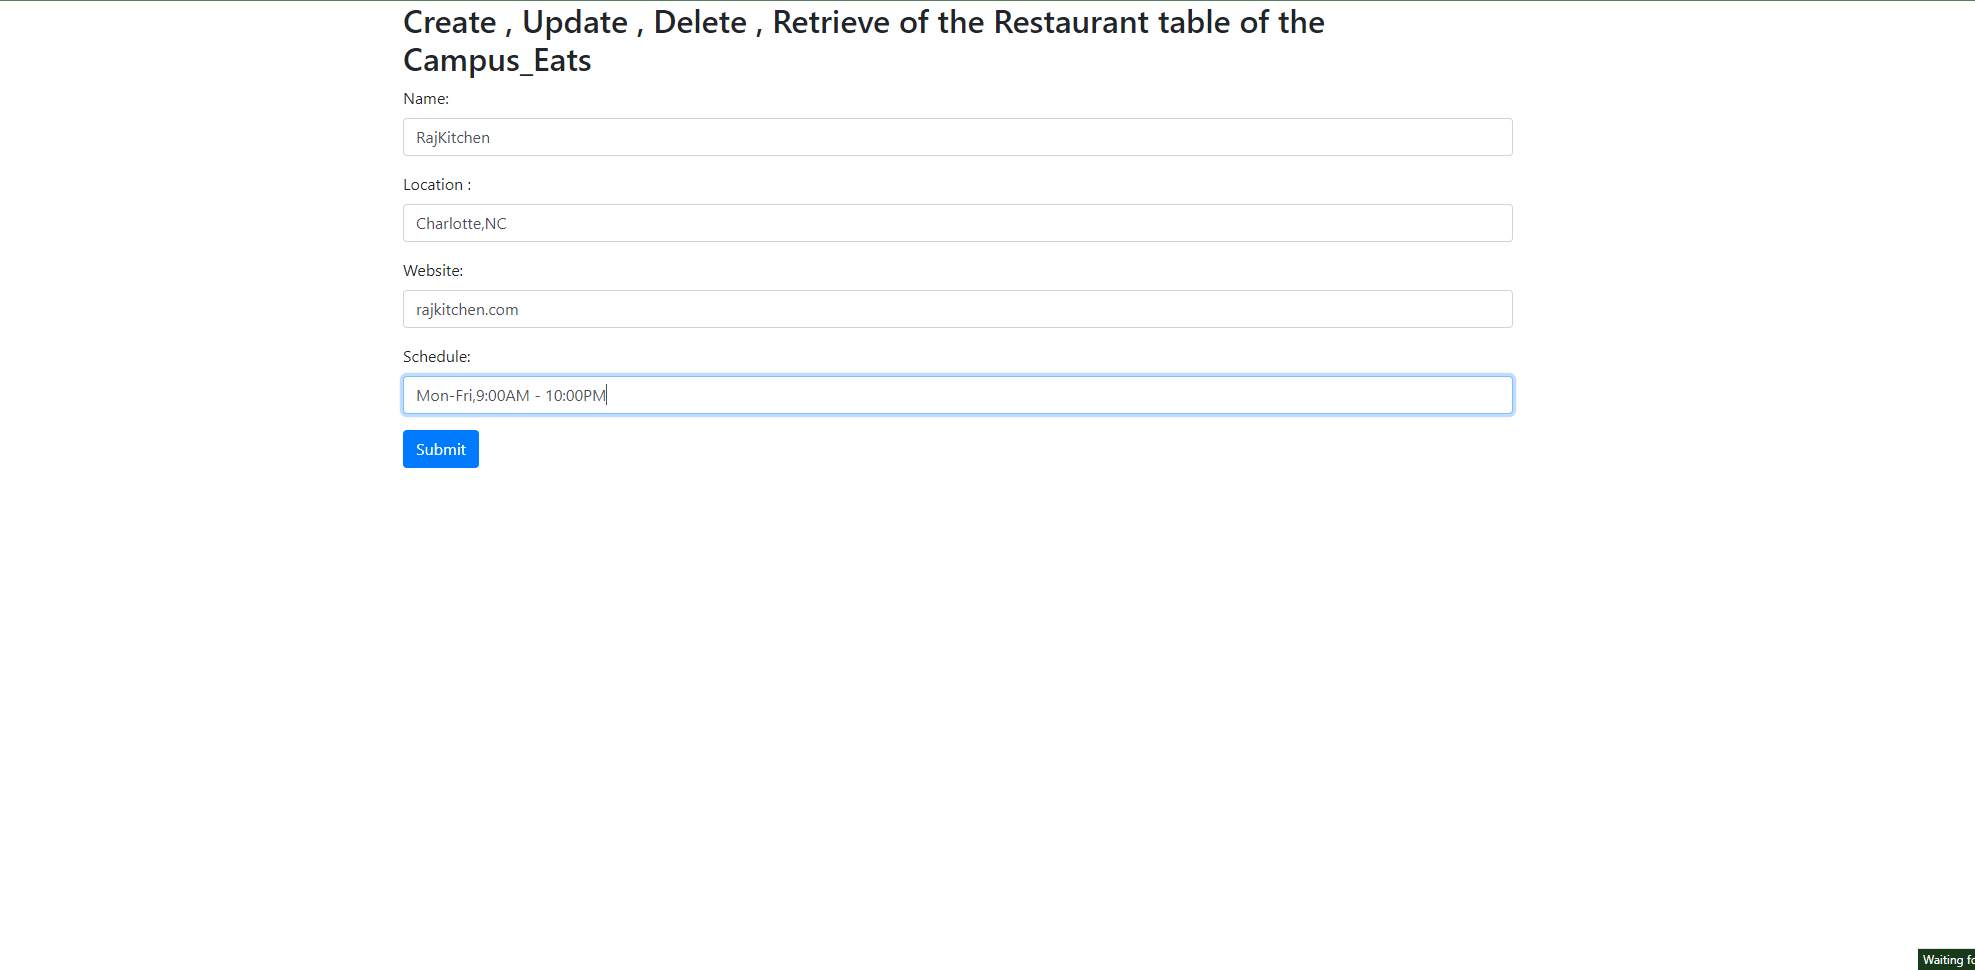 Create , Update , Delete , Retrieve of the Restaurant table of the
Campus_Eats
Name:
RajKitchen
Location :
Charlotte,NC
Website:
rajkitchen.com
Schedule:
Mon-Fri,9:00AM - 10:00PM
Submit
Waiting